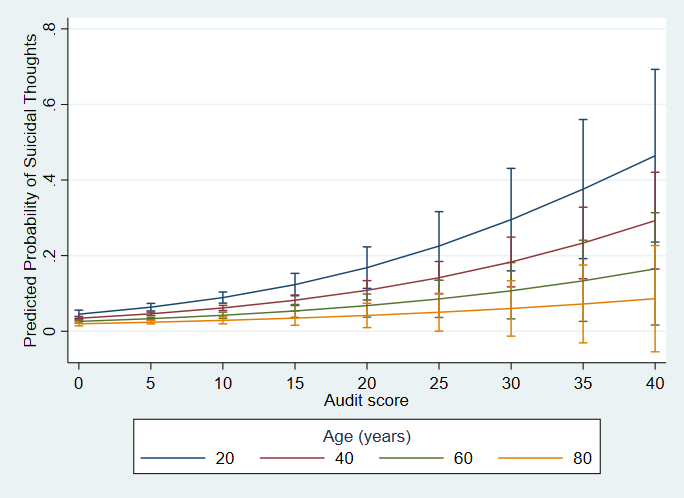 Predicted Probability of Suicidal Thoughts
.8
.6
.4
.2
0
0 5 10 15 20 25 30 35 40
Audit score
Age (years)
20 40 60 80